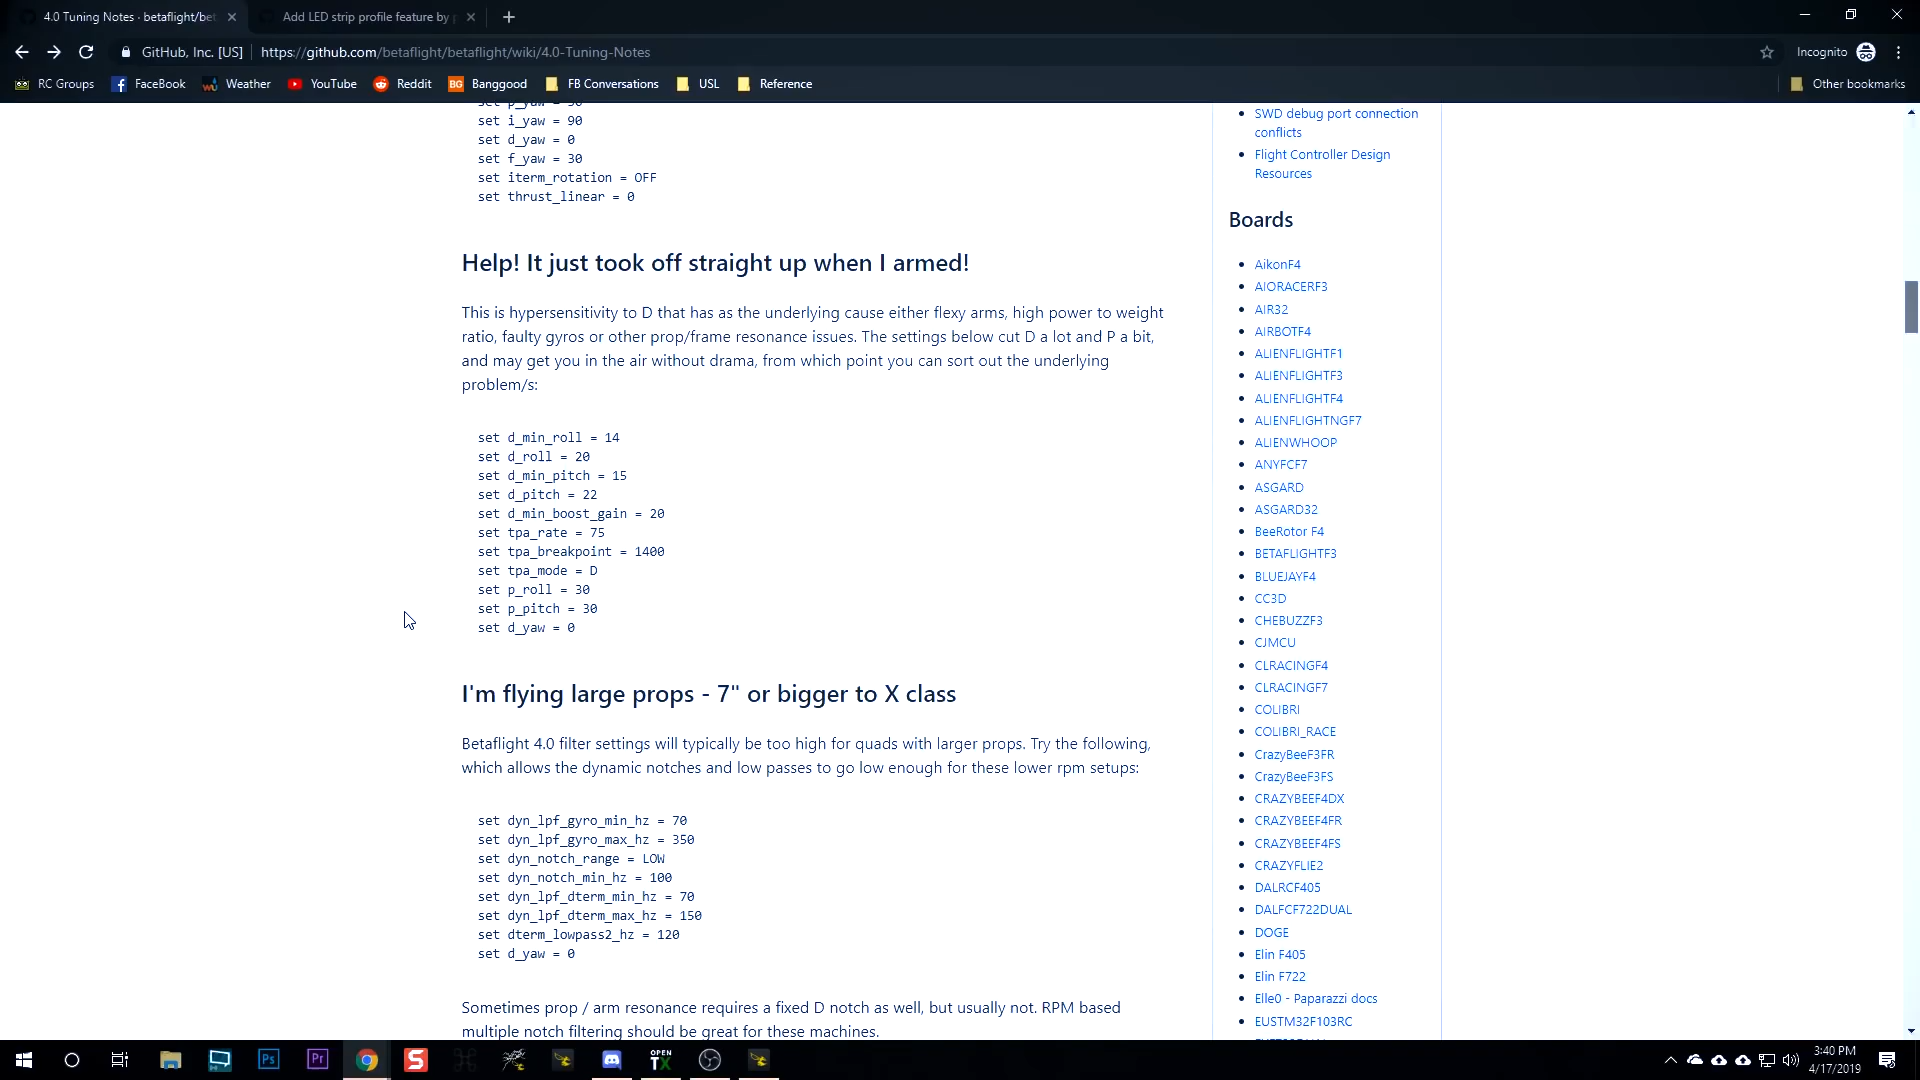 4.0 Tuning Notes · betaflight/bet
Add LED strip profile feature by p
GitHub, Inc. [US]
https://github.com/betaflight/betaflight/wiki/4.0-Tuning-Notes
Incognito
RC Groups
FaceBook
Weather
YouTube
Reddit
BG Banggood
FB Conversations
USL
Reference
Other bookmarks
set i_yaw = 90
set d_yaw = 0
set f_yaw = 30
set iterm_rotation = OFF
set thrust_linear = 0
Help! It just took off straight up when I armed!
This is hypersensitivity to D that has as the underlying cause either flexy arms, high power to weight
ratio, faulty gyros or other prop/frame resonance issues. The settings below cut D a lot and P a bit,
and may get you in the air without drama, from which point you can sort out the underlying
problem/s:
set d_min_roll = 14
set d_roll = 20
set d_min_pitch = 15
set d_pitch = 22
set d_min_boost_gain = 20
set tpa_rate = 75
set tpa_breakpoint = 1400
set tpa_mode = D
set p_roll = 30
set p_pitch = 30
set d_yaw = 0
I'm flying large props - 7" or bigger to X class
Betaflight 4.0 filter settings will typically be too high for quads with larger props. Try the following,
which allows the dynamic notches and low passes to go low enough for these lower rpm setups:
set dyn_lpf_gyro_min_hz = 70
set dyn_lpf_gyro_max_hz = 350
set dyn_notch_range = LOW
set dyn_notch_min_hz = 100
set dyn_lpf_dterm_min_hz = 70
set dyn_lpf_dterm_max_hz = 150
set dterm_lowpass2_hz = 120
set d_yaw = 0
Sometimes prop / arm resonance requires a fixed D notch as well, but usually not. RPM based
multiple notch filtering should be great for these machines.
SWD debug port connection
conflicts
Flight Controller Design
Resources
Boards
AikonF4
AIORACERF3
AIR32
AIRBOTF4
ALIENFLIGHTF1
ALIENFLIGHTF3
ALIENFLIGHTF4
ALIENFLIGHTNGF7
ALIENWHOOP
ANYFCF7
ASGARD
ASGARD32
BeeRotor F4
BETAFLIGHTF3
BLUEJAYF4
CC3D
CHEBUZZF3
CJMCU
CLRACINGF4
CLRACINGF7
COLIBRI
COLIBRI_RACE
CrazyBeeF3FR
CrazyBeeF3FS
CRAZYBEEF4DX
CRAZYBEEF4FR
CRAZYBEEF4FS
CRAZYFLIE2
DALRCF405
DALFCF722DUAL
DOGE
Elin F405
Elin F722
Elle0 - Paparazzi docs
EUSTM32F103RC
Ps
Pr
S
OPEN
TX
3:40 PM
4/17/2019